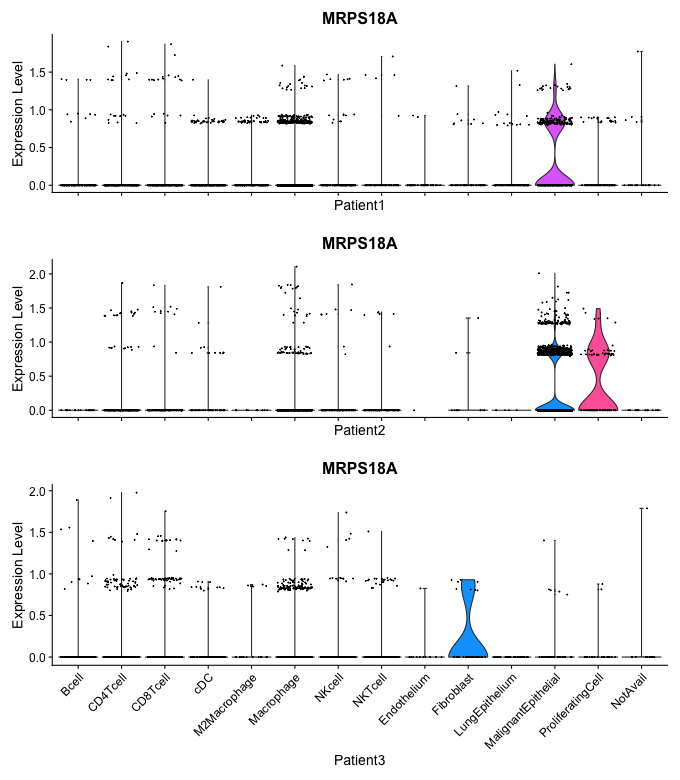 MRPS18A
Expression Level
1.5
1.0
0.5
0.0
Patient1
MRPS18A
Expression Level
2.0
1.5
1.0
0.5
0.0
Patient2
MRPS18A
Expression Level
2.0
1.5
1.0
0.5
0.0
Bcell
CD4Tcell
CD8Tcell
cDC
M2Macrophage
Macrophage
NKcell
NKTcell
Endothelium
Fibroblast
LungEpithelium
MalignantEpithelial
ProliferatingCell
NotAvail
Patient3